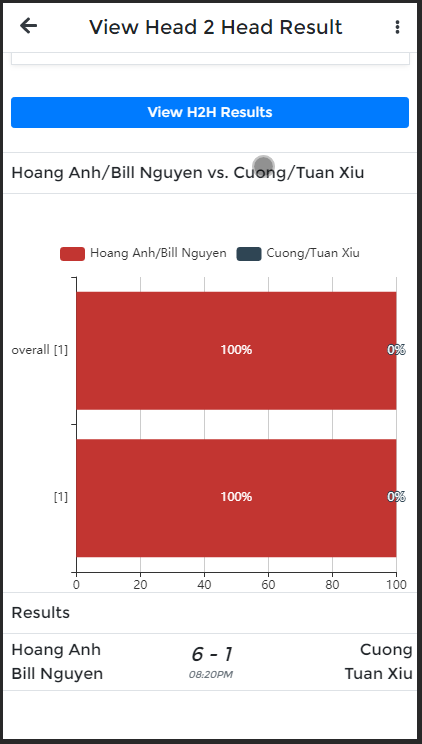 View Head 2 Head Result
View H2H Results
Hoang Anh/Bill Nguyen vs. Cuong/Tuan Xiu
Hoang Anh/Bill Nguyen Cuong/Tuan Xiu
overall [1] 100% 0%
[1] 100% 0%
0 20 40 60 80 100
Results
Hoang Anh 6 - 1 Cuong
Bill Nguyen 08:20PM Tuan Xiu